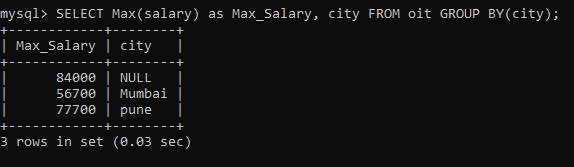 mysql> SELECT Max(salary) as Max_Salary, city FROM oit GROUP BY(city);
+------------+--------+
| Max_Salary | city   |
+------------+--------+
|      84000 | NULL   |
|      56700 | Mumbai |
|      77700 | pune   |
+------------+--------+
3 rows in set (0.03 sec)